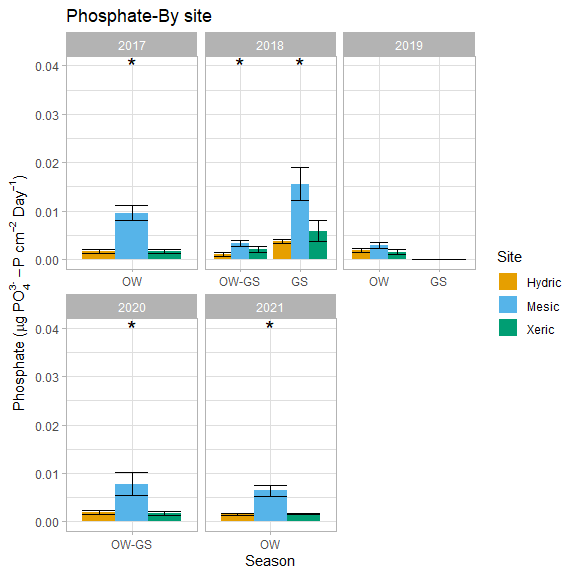 Phosphate-By site
2017 2018 2019
* * *
0.04
0.03
0.02
0.01
0.00
OW OW-GS GS OW GS
2020 2021
* *
0.04
0.03
0.02
0.01
0.00
OW-GS OW
Season
Phosphate (µg PO₄³⁻ −P cm⁻² Day⁻¹)
Site
Hydric
Mesic
Xeric